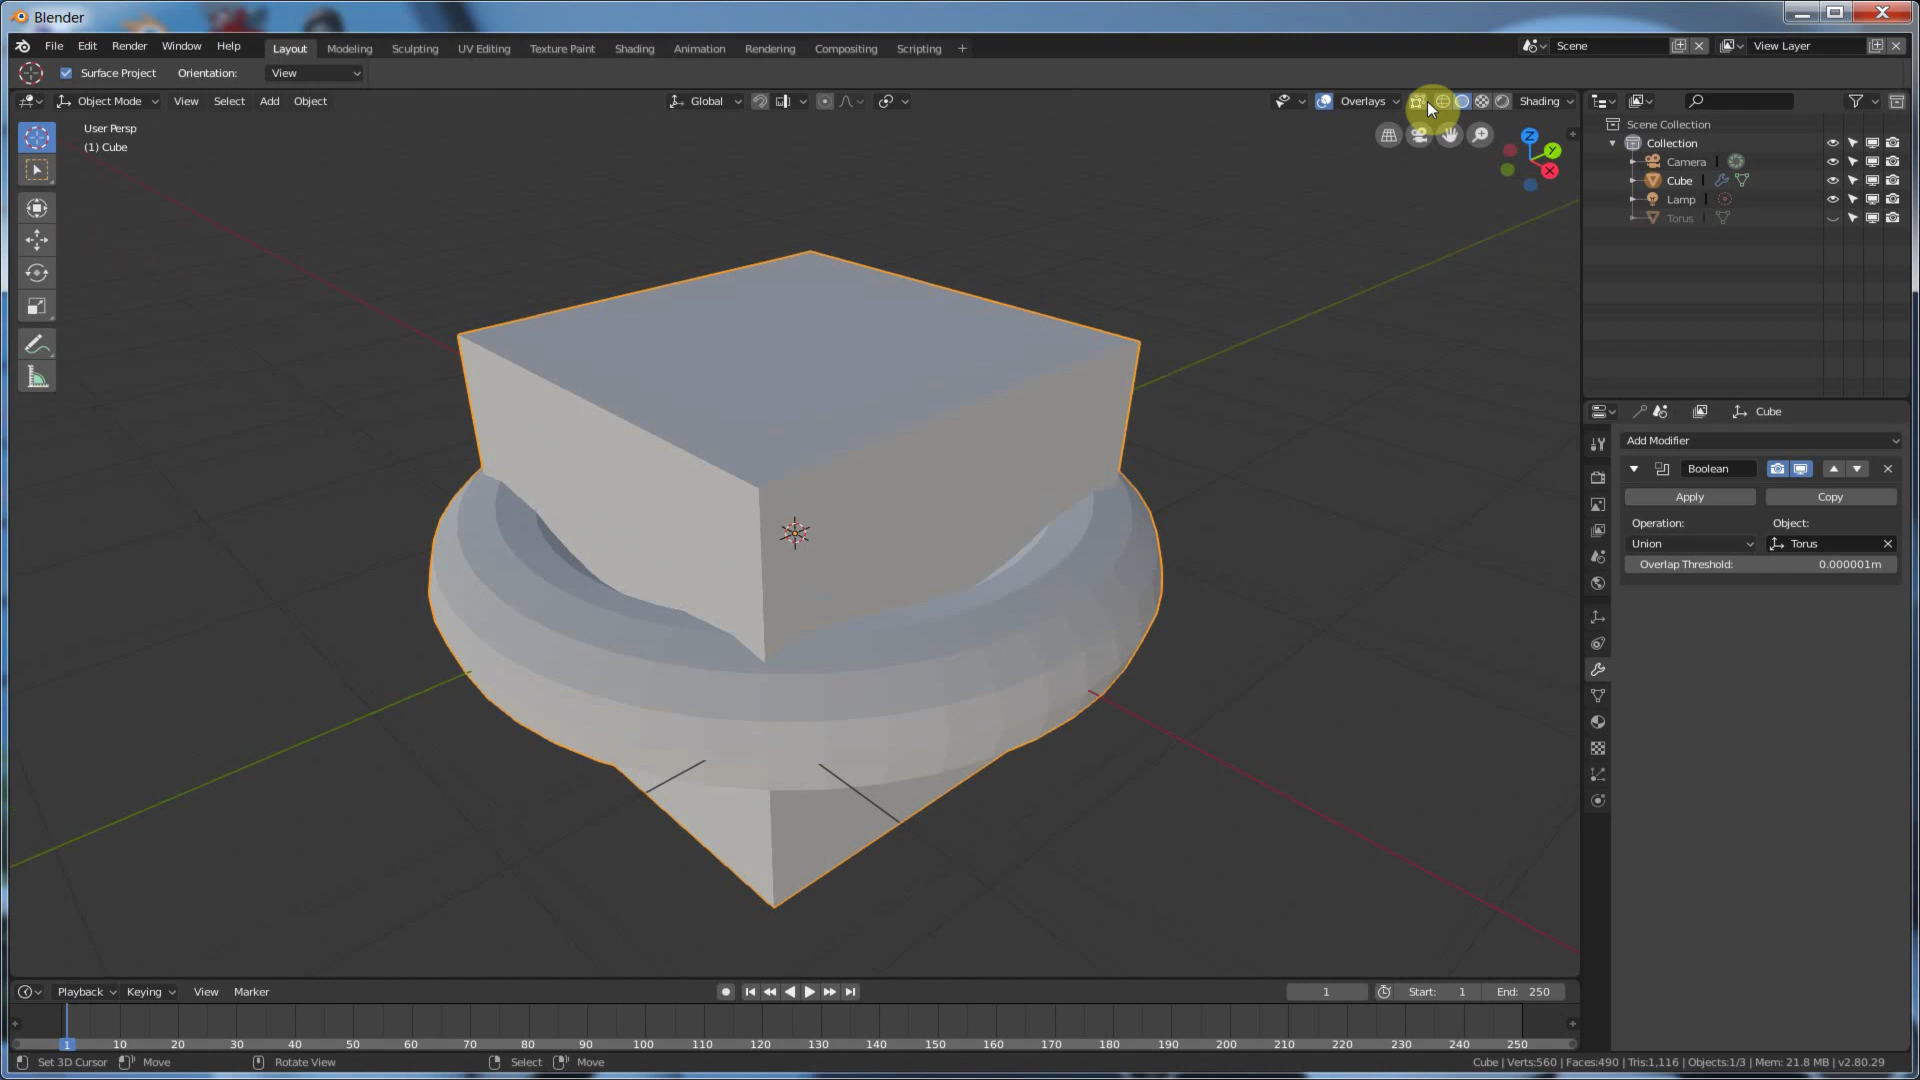 Blender
File Edit Render Window Help Layout Modeling Sculpting UV Editing Texture Paint Shading Animation Rendering Compositing Scripting + Scene View Layer
Surface Project Orientation: View
Object Mode View Select Add Object Global Overlays Shading
User Persp
(1) Cube
Z
Y
X
Scene Collection
Collection
Camera
Cube
Lamp
Torus
Cube
Add Modifier
Boolean
Apply Copy
Operation: Object:
Union Torus
Overlap Threshold: 0.000001m
Playback Keying View Marker 1 Start: 1 End: 250
1 10 20 30 40 50 60 70 80 90 100 110 120 130 140 150 160 170 180 190 200 210 220 230 240 250
Set 3D Cursor Move Rotate View Select Move Cube | Verts:560 | Faces:490 | Tris:1,116 | Objects:1/3 | Mem: 21.8 MB | v2.80.29